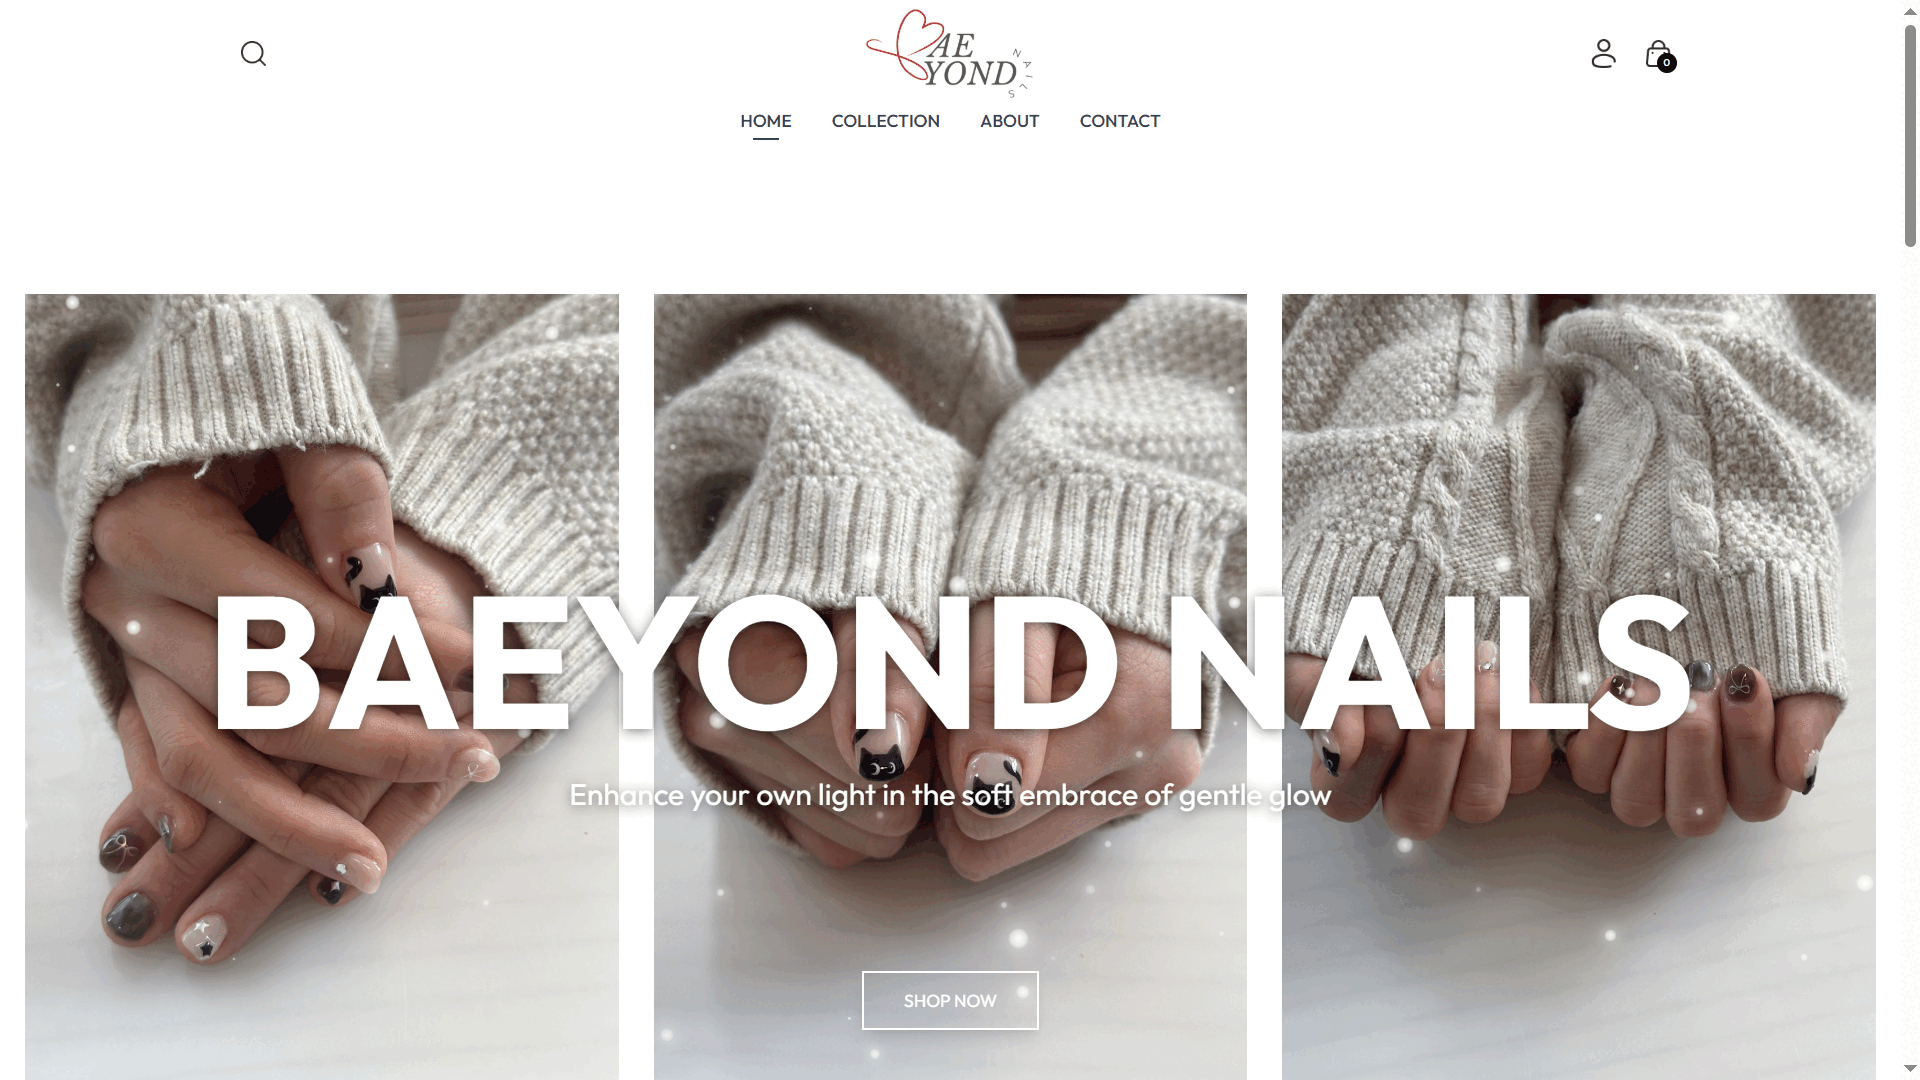 AE
YOND
NAILS
0
HOME COLLECTION ABOUT CONTACT
BAEYOND NAILS
Enhance your own light in the soft embrace of gentle glow
SHOP NOW